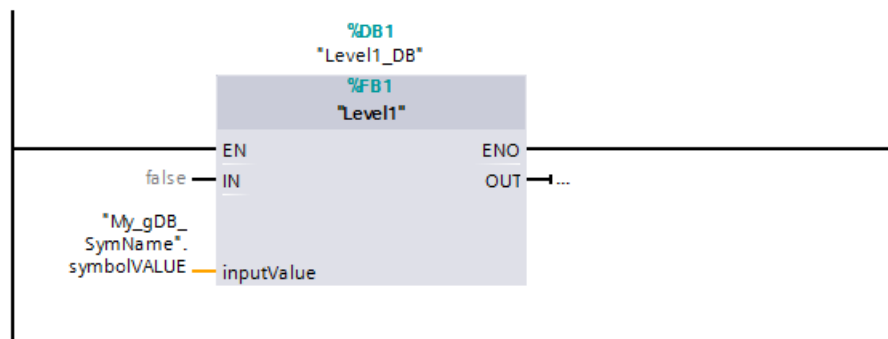 %DB1
"Level1_DB"
%FB1
"Level1"
EN ENO
false IN OUT ...
"My_gDB_
SymName".
symbolVALUE inputValue